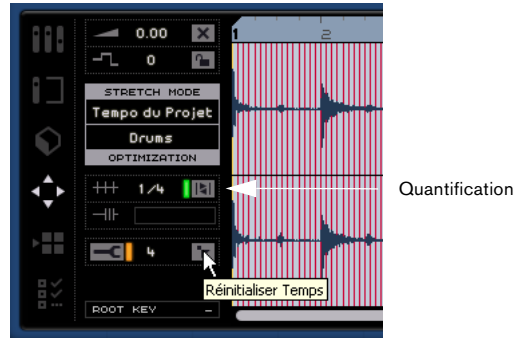 0.00
1
2
0
STRETCH MODE
Tempo du Projet
Drums
OPTIMIZATION
1/4
Quantification
4
Réinitialiser Temps
ROOT KEY -